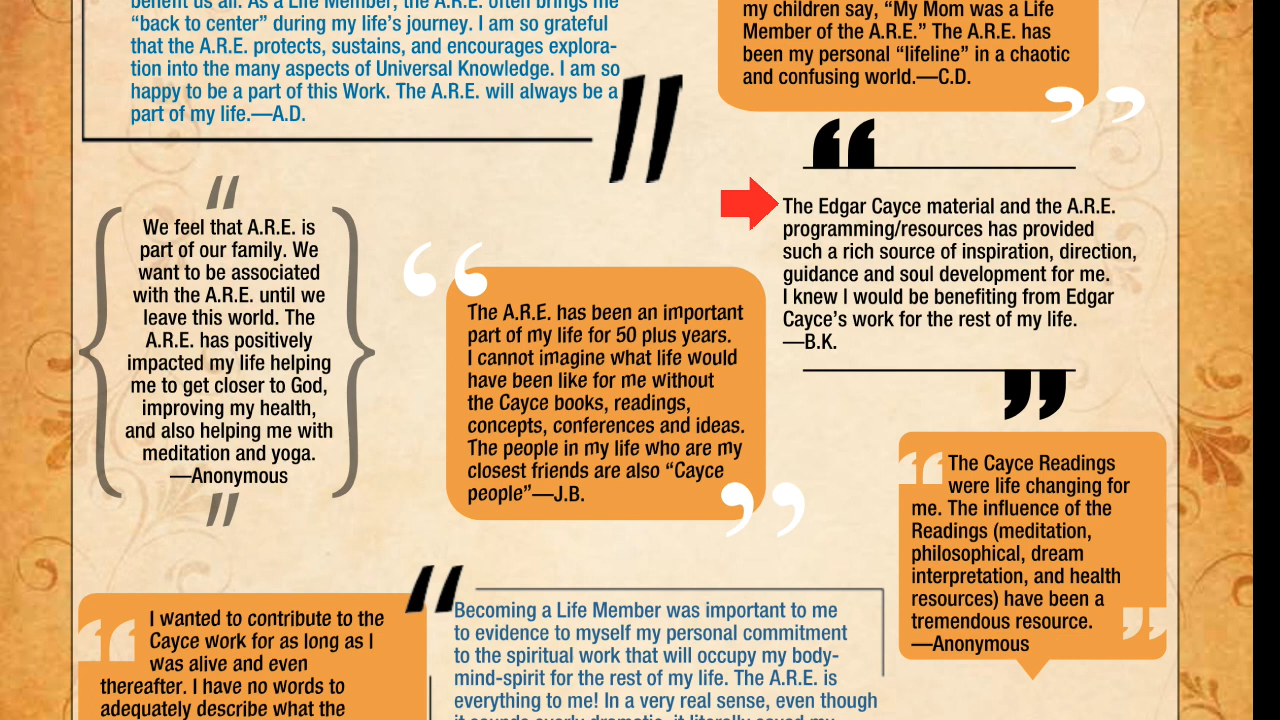 benefit us all. As a Life Member, the A.R.E. often brings me
“back to center” during my life’s journey. I am so grateful
that the A.R.E. protects, sustains, and encourages explora-
tion into the many aspects of Universal Knowledge. I am so
happy to be a part of this Work. The A.R.E. will always be a
part of my life.—A.D.
my children say, “My Mom was a Life
Member of the A.R.E.” The A.R.E. has
been my personal “lifeline” in a chaotic
and confusing world.—C.D.
"
“
The Edgar Cayce material and the A.R.E.
programming/resources has provided
such a rich source of inspiration, direction,
guidance and soul development for me.
I knew I would be benefiting from Edgar
Cayce’s work for the rest of my life.
—B.K.
”
"
We feel that A.R.E. is
part of our family. We
want to be associated
with the A.R.E. until we
leave this world. The
A.R.E. has positively
impacted my life helping
me to get closer to God,
improving my health,
and also helping me with
meditation and yoga.
—Anonymous
"
“
The A.R.E. has been an important
part of my life for 50 plus years.
I cannot imagine what life would
have been like for me without
the Cayce books, readings,
concepts, conferences and ideas.
The people in my life who are my
closest friends are also “Cayce
people”—J.B.
”
“The Cayce Readings
were life changing for
me. The influence of the
Readings (meditation,
philosophical, dream
interpretation, and health
resources) have been a
tremendous resource.
—Anonymous”
“I wanted to contribute to the
Cayce work for as long as I
was alive and even
thereafter. I have no words to
adequately describe what the
"Becoming a Life Member was important to me
to evidence to myself my personal commitment
to the spiritual work that will occupy my body-
mind-spirit for the rest of my life. The A.R.E. is
everything to me! In a very real sense, even though
it sounds overly dramatic, it literally saved my